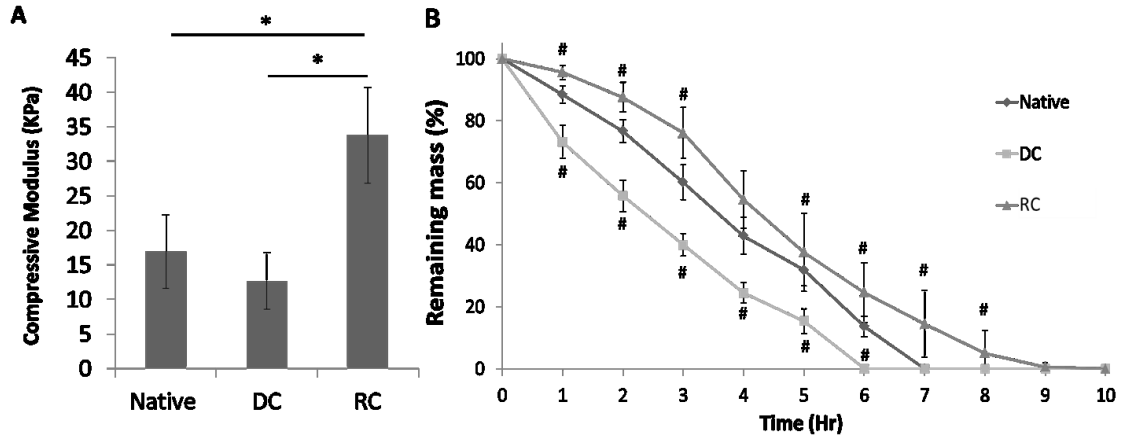 A
*
*
45
40
35
30
25
20
15
10
5
0
Compressive Modulus (KPa)
Native DC RC
B
100
80
60
40
20
0
Remaining mass (%)
# # # # # # # #
# # # # # #
0 1 2 3 4 5 6 7 8 9 10
Time (Hr)
Native
DC
RC